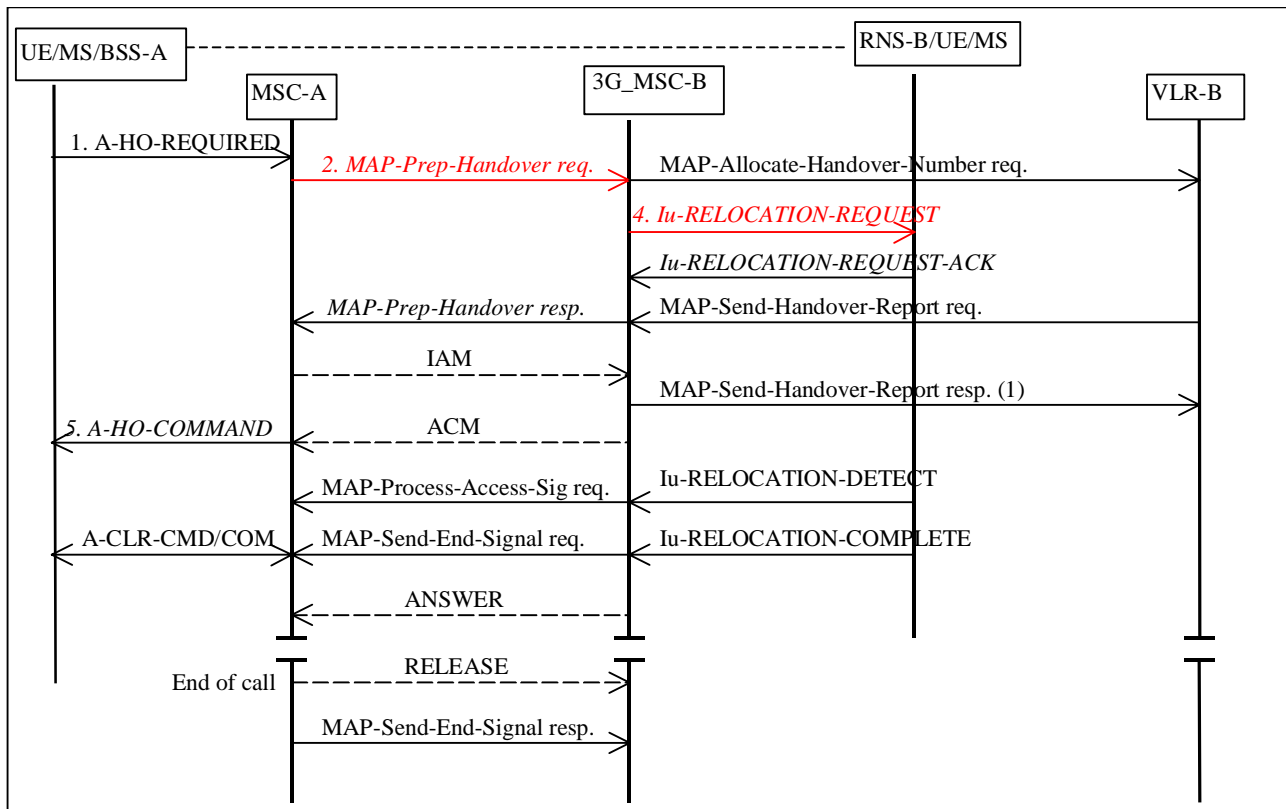 UE/MS/BSS-A
RNS-B/UE/MS
MSC-A
3G_MSC-B
VLR-B
1. A-HO-REQUIRED
2. MAP-Prep-Handover req.
MAP-Allocate-Handover-Number req.
4. Iu-RELOCATION-REQUEST
Iu-RELOCATION-REQUEST-ACK
MAP-Prep-Handover resp.
MAP-Send-Handover-Report req.
IAM
MAP-Send-Handover-Report resp. (1)
5. A-HO-COMMAND
ACM
MAP-Process-Access-Sig req.
Iu-RELOCATION-DETECT
A-CLR-CMD/COM
MAP-Send-End-Signal req.
Iu-RELOCATION-COMPLETE
ANSWER
End of call
RELEASE
MAP-Send-End-Signal resp.